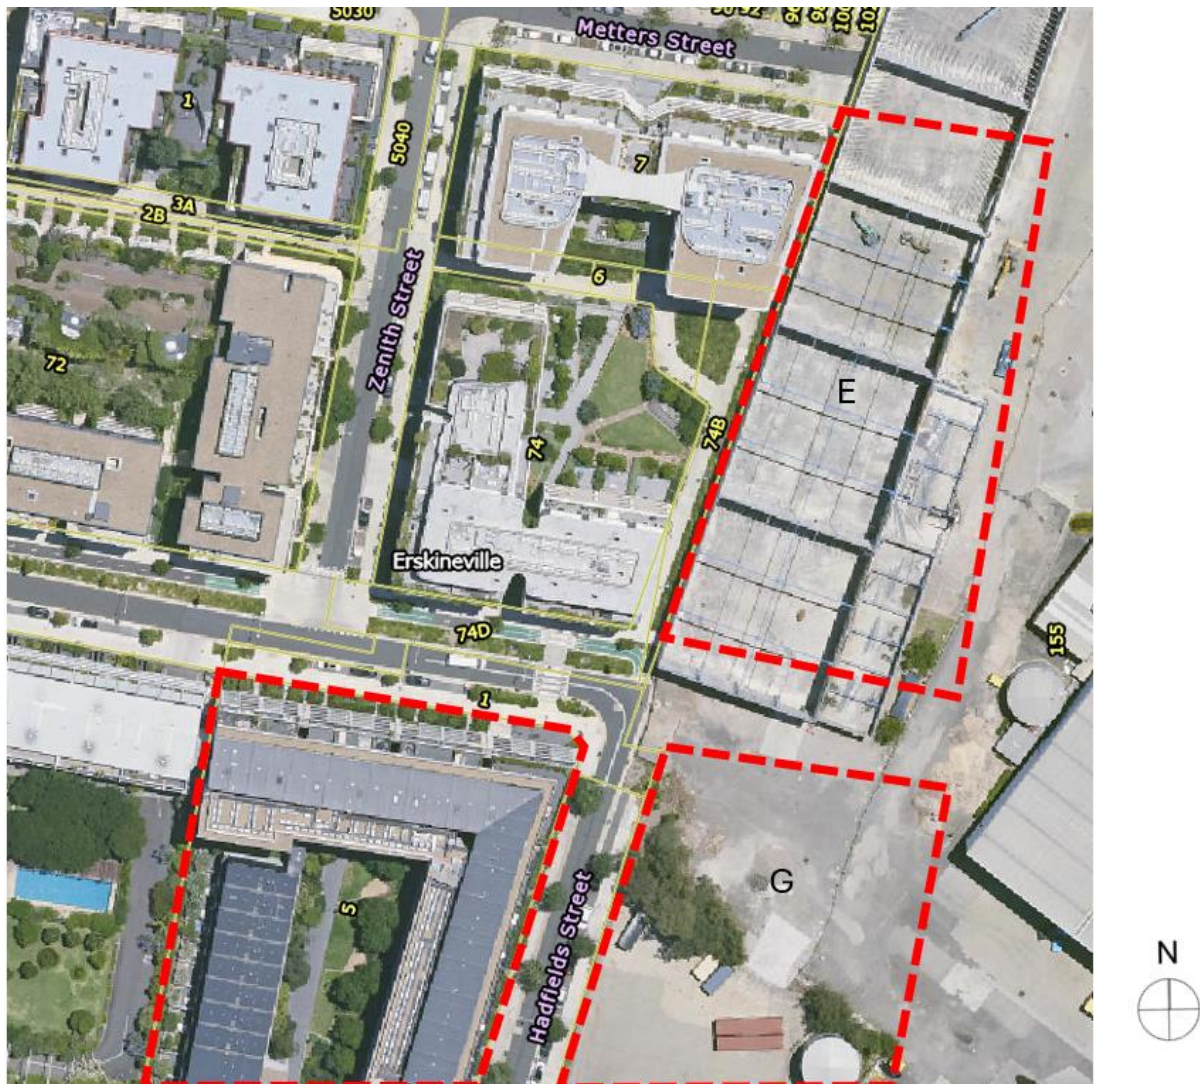 5030
Metters Street
1
5040
7
3A
2B
6
Zenith Street
72
E
74
74B
Erskineville
74D
155
1
G
5
Hadfields Street
N